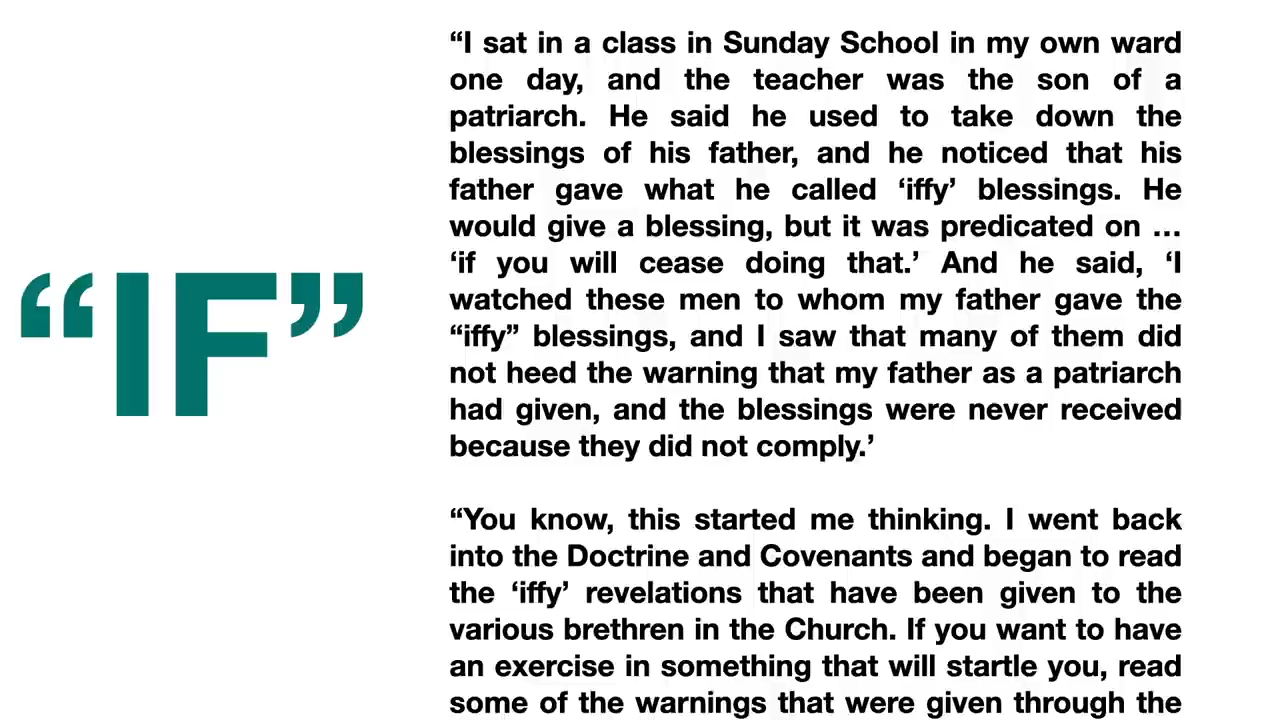 “IF”
“I sat in a class in Sunday School in my own ward
one day, and the teacher was the son of a
patriarch. He said he used to take down the
blessings of his father, and he noticed that his
father gave what he called ‘iffy’ blessings. He
would give a blessing, but it was predicated on …
‘if you will cease doing that.’ And he said, ‘I
watched these men to whom my father gave the
“iffy” blessings, and I saw that many of them did
not heed the warning that my father as a patriarch
had given, and the blessings were never received
because they did not comply.’
“You know, this started me thinking. I went back
into the Doctrine and Covenants and began to read
the ‘iffy’ revelations that have been given to the
various brethren in the Church. If you want to have
an exercise in something that will startle you, read
some of the warnings that were given through the